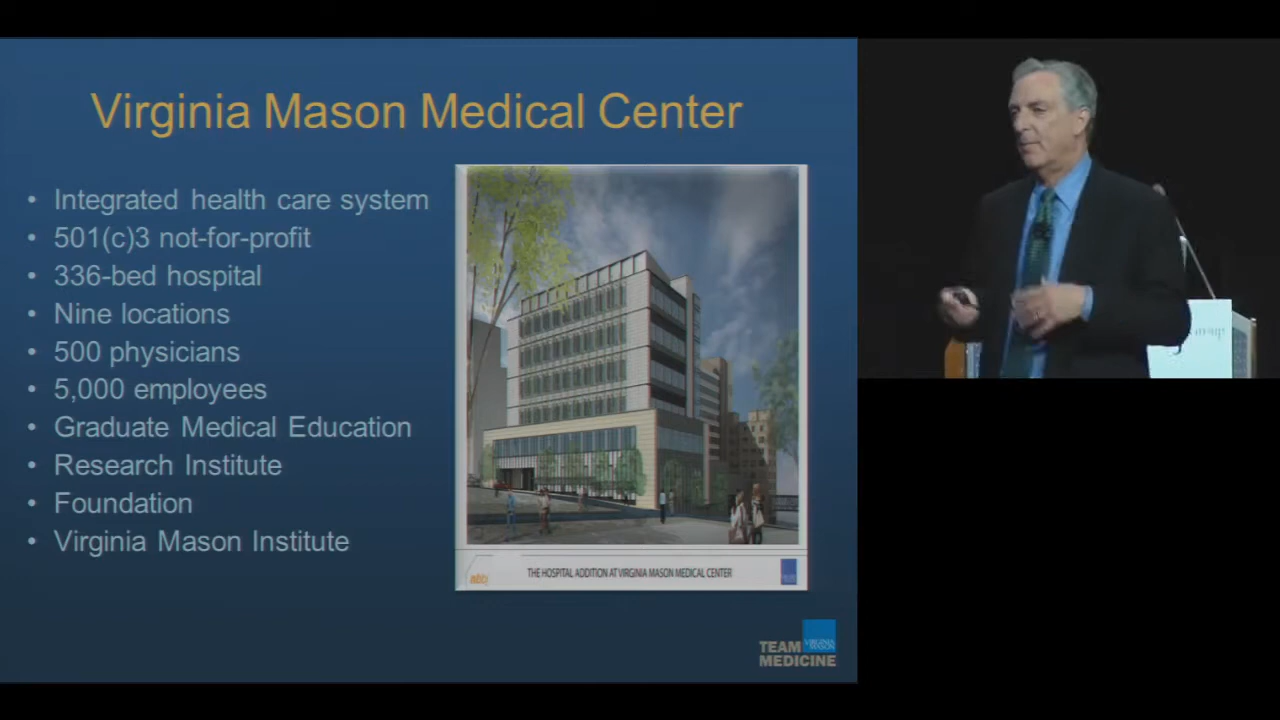 Virginia Mason Medical Center
• Integrated health care system
• 501(c)3 not-for-profit
• 336-bed hospital
• Nine locations
• 500 physicians
• 5,000 employees
• Graduate Medical Education
• Research Institute
• Foundation
• Virginia Mason Institute
THE HOSPITAL ADDITION AT VIRGINIA MASON MEDICAL CENTER
VIRGINIA
MASON
TEAM
MEDICINE